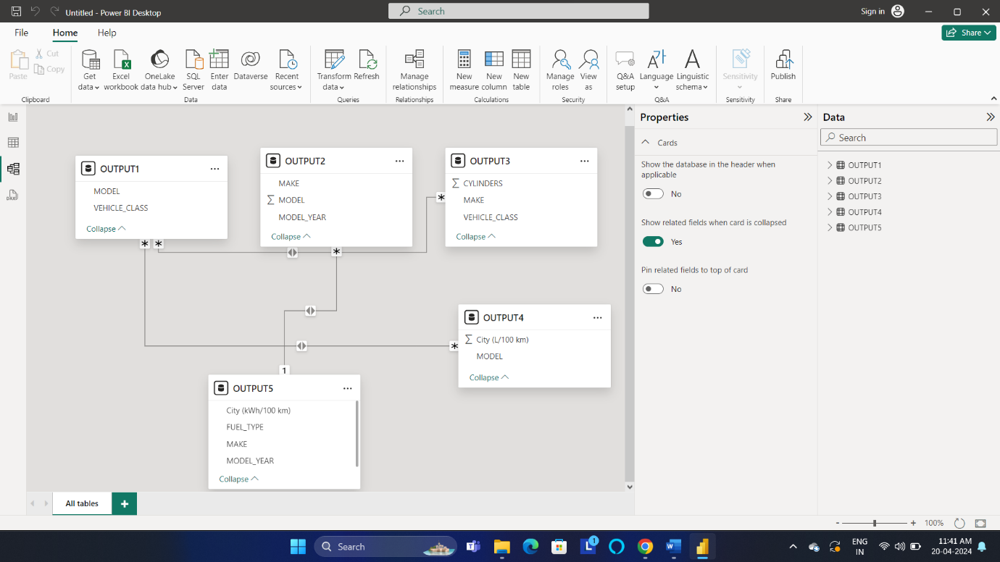 Untitled - Power BI Desktop
Search
Sign in
File
Home
Help
Share
Paste
Cut
Copy
Get data
Excel workbook
OneLake data hub
SQL Server
Enter data
Dataverse
Recent sources
Transform data
Refresh
Manage relationships
New measure
New column
New table
Manage roles
View as
Q&A setup
Language
Linguistic schema
Sensitivity
Publish
Clipboard
Data
Queries
Relationships
Calculations
Security
Q&A
Sensitivity
Share
OUTPUT1
MODEL
VEHICLE_CLASS
Collapse
OUTPUT2
MAKE
∑ MODEL
MODEL_YEAR
Collapse
OUTPUT3
∑ CYLINDERS
MAKE
VEHICLE_CLASS
Collapse
* *
*
*
*
1
OUTPUT4
∑ City (L/100 km)
MODEL
Collapse
OUTPUT5
City (kWh/100 km)
FUEL_TYPE
MAKE
MODEL_YEAR
Collapse
All tables
+
Properties
Cards
Show the database in the header when
applicable
No
Show related fields when card is collapsed
Yes
Pin related fields to top of card
No
Data
Search
OUTPUT1
OUTPUT2
OUTPUT3
OUTPUT4
OUTPUT5
- + 100%
Search
1
ENG
IN
11:41 AM
20-04-2024